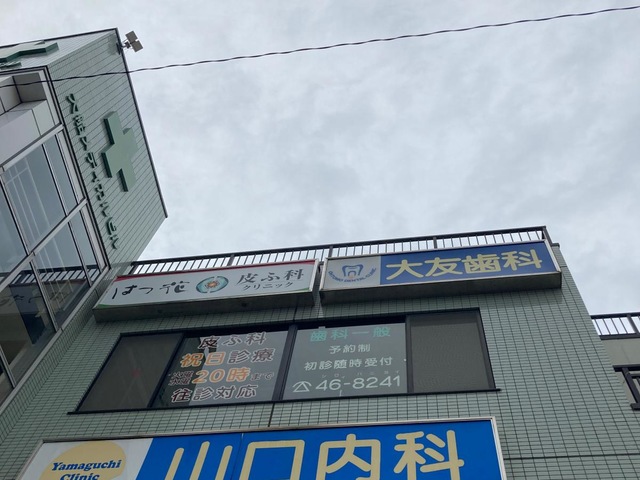 はつ花 皮ふ科
クリニック
大友歯科
皮ふ科
祝日診療
20時まで
往診対応
歯科一般
予約制
初診随時受付
☎46-8241
Yamaguchi
Clinic
山口内科